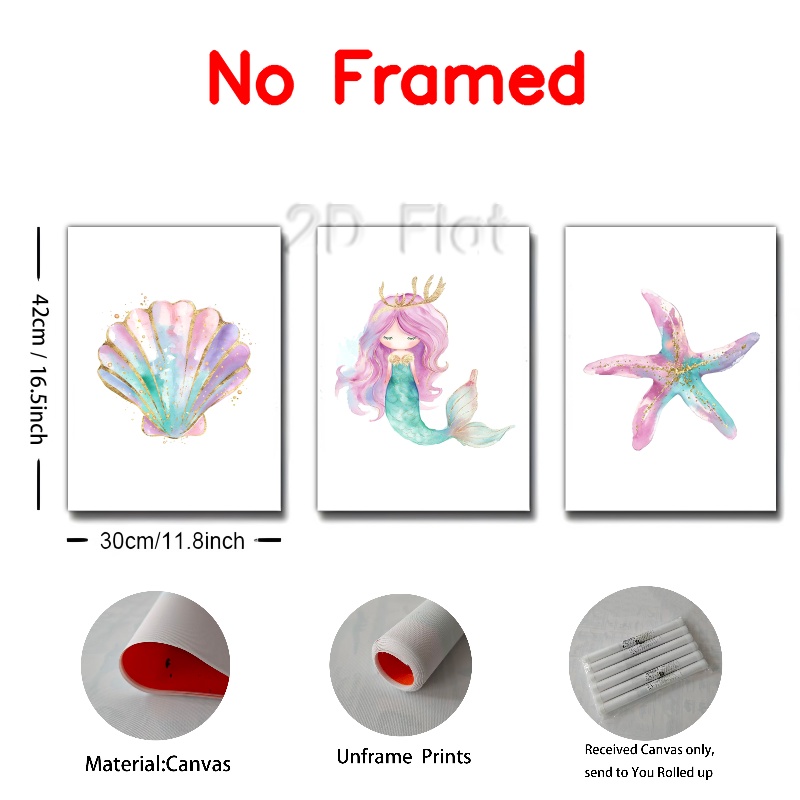 No Framed
2D Flat
42cm / 16.5inch
30cm/11.8inch
Material:Canvas
Unframe Prints
Received Canvas only,
send to You Rolled up